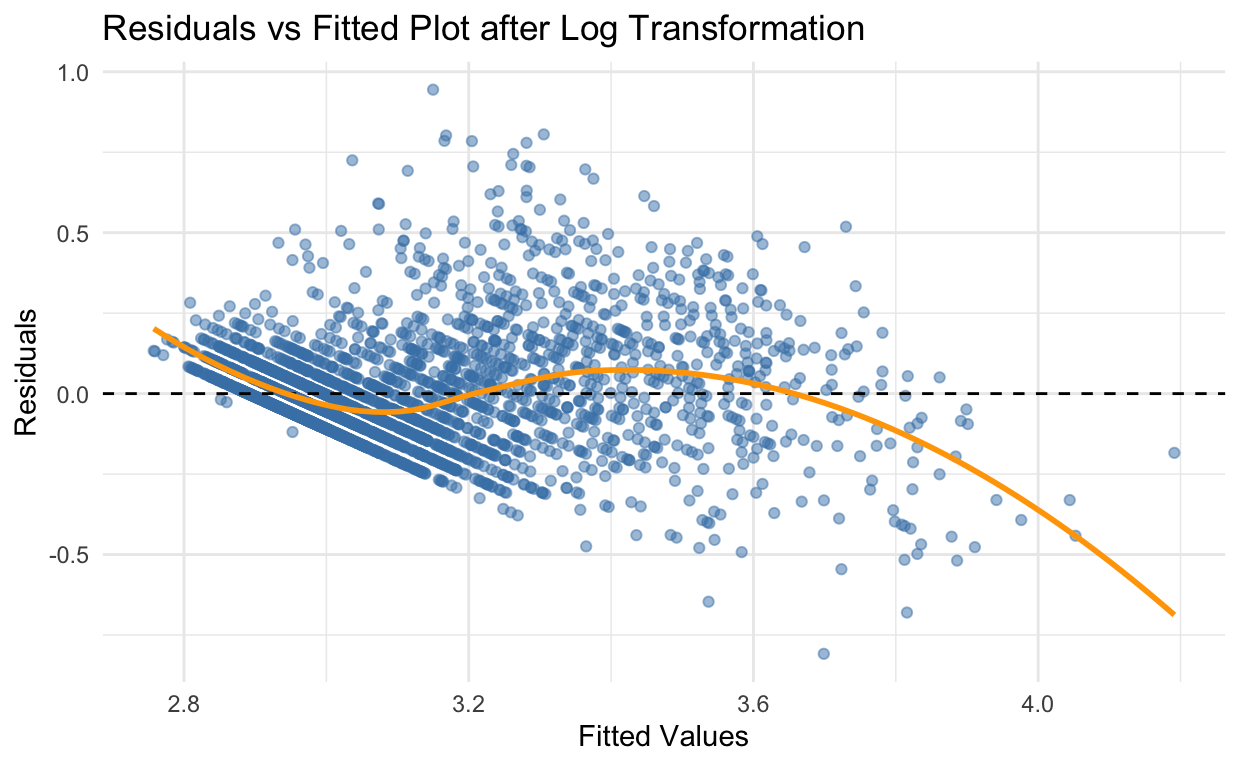 Residuals vs Fitted Plot after Log Transformation
1.0
0.5
0.0
-0.5
Residuals
2.8 3.2 3.6 4.0
Fitted Values